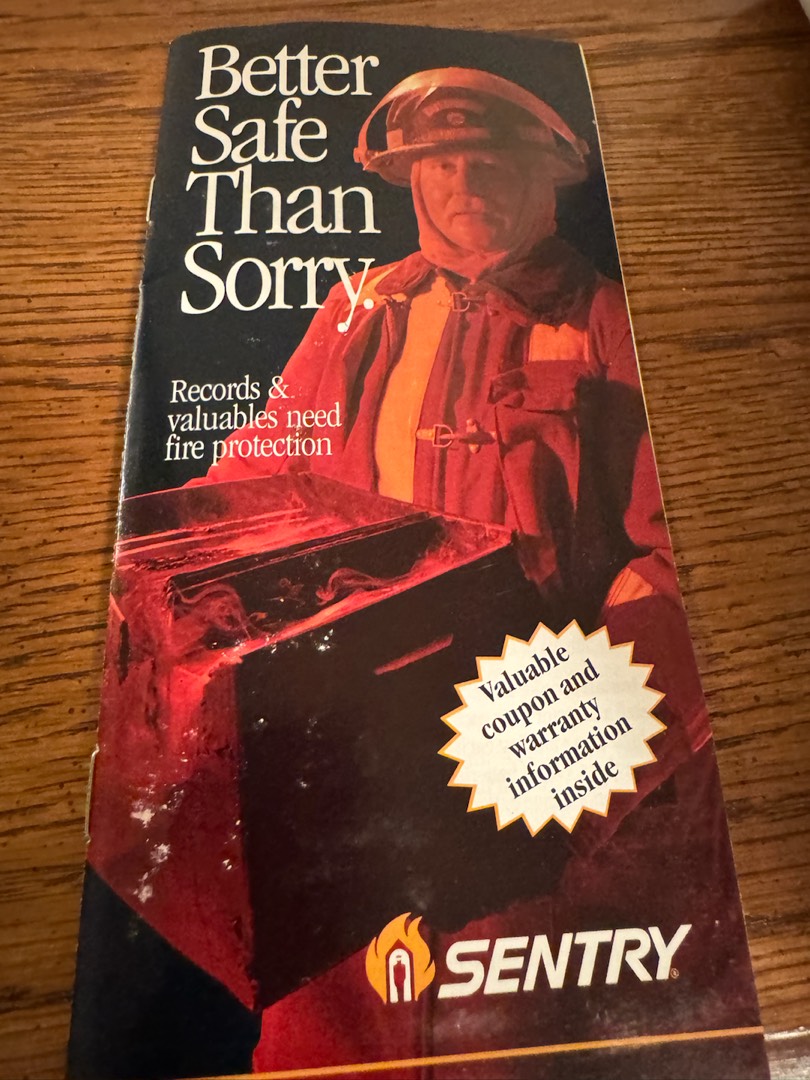 Better
Safe
Than
Sorry.
Records &
valuables need
fire protection
Valuable
coupon and
warranty
information
inside
SENTRY®